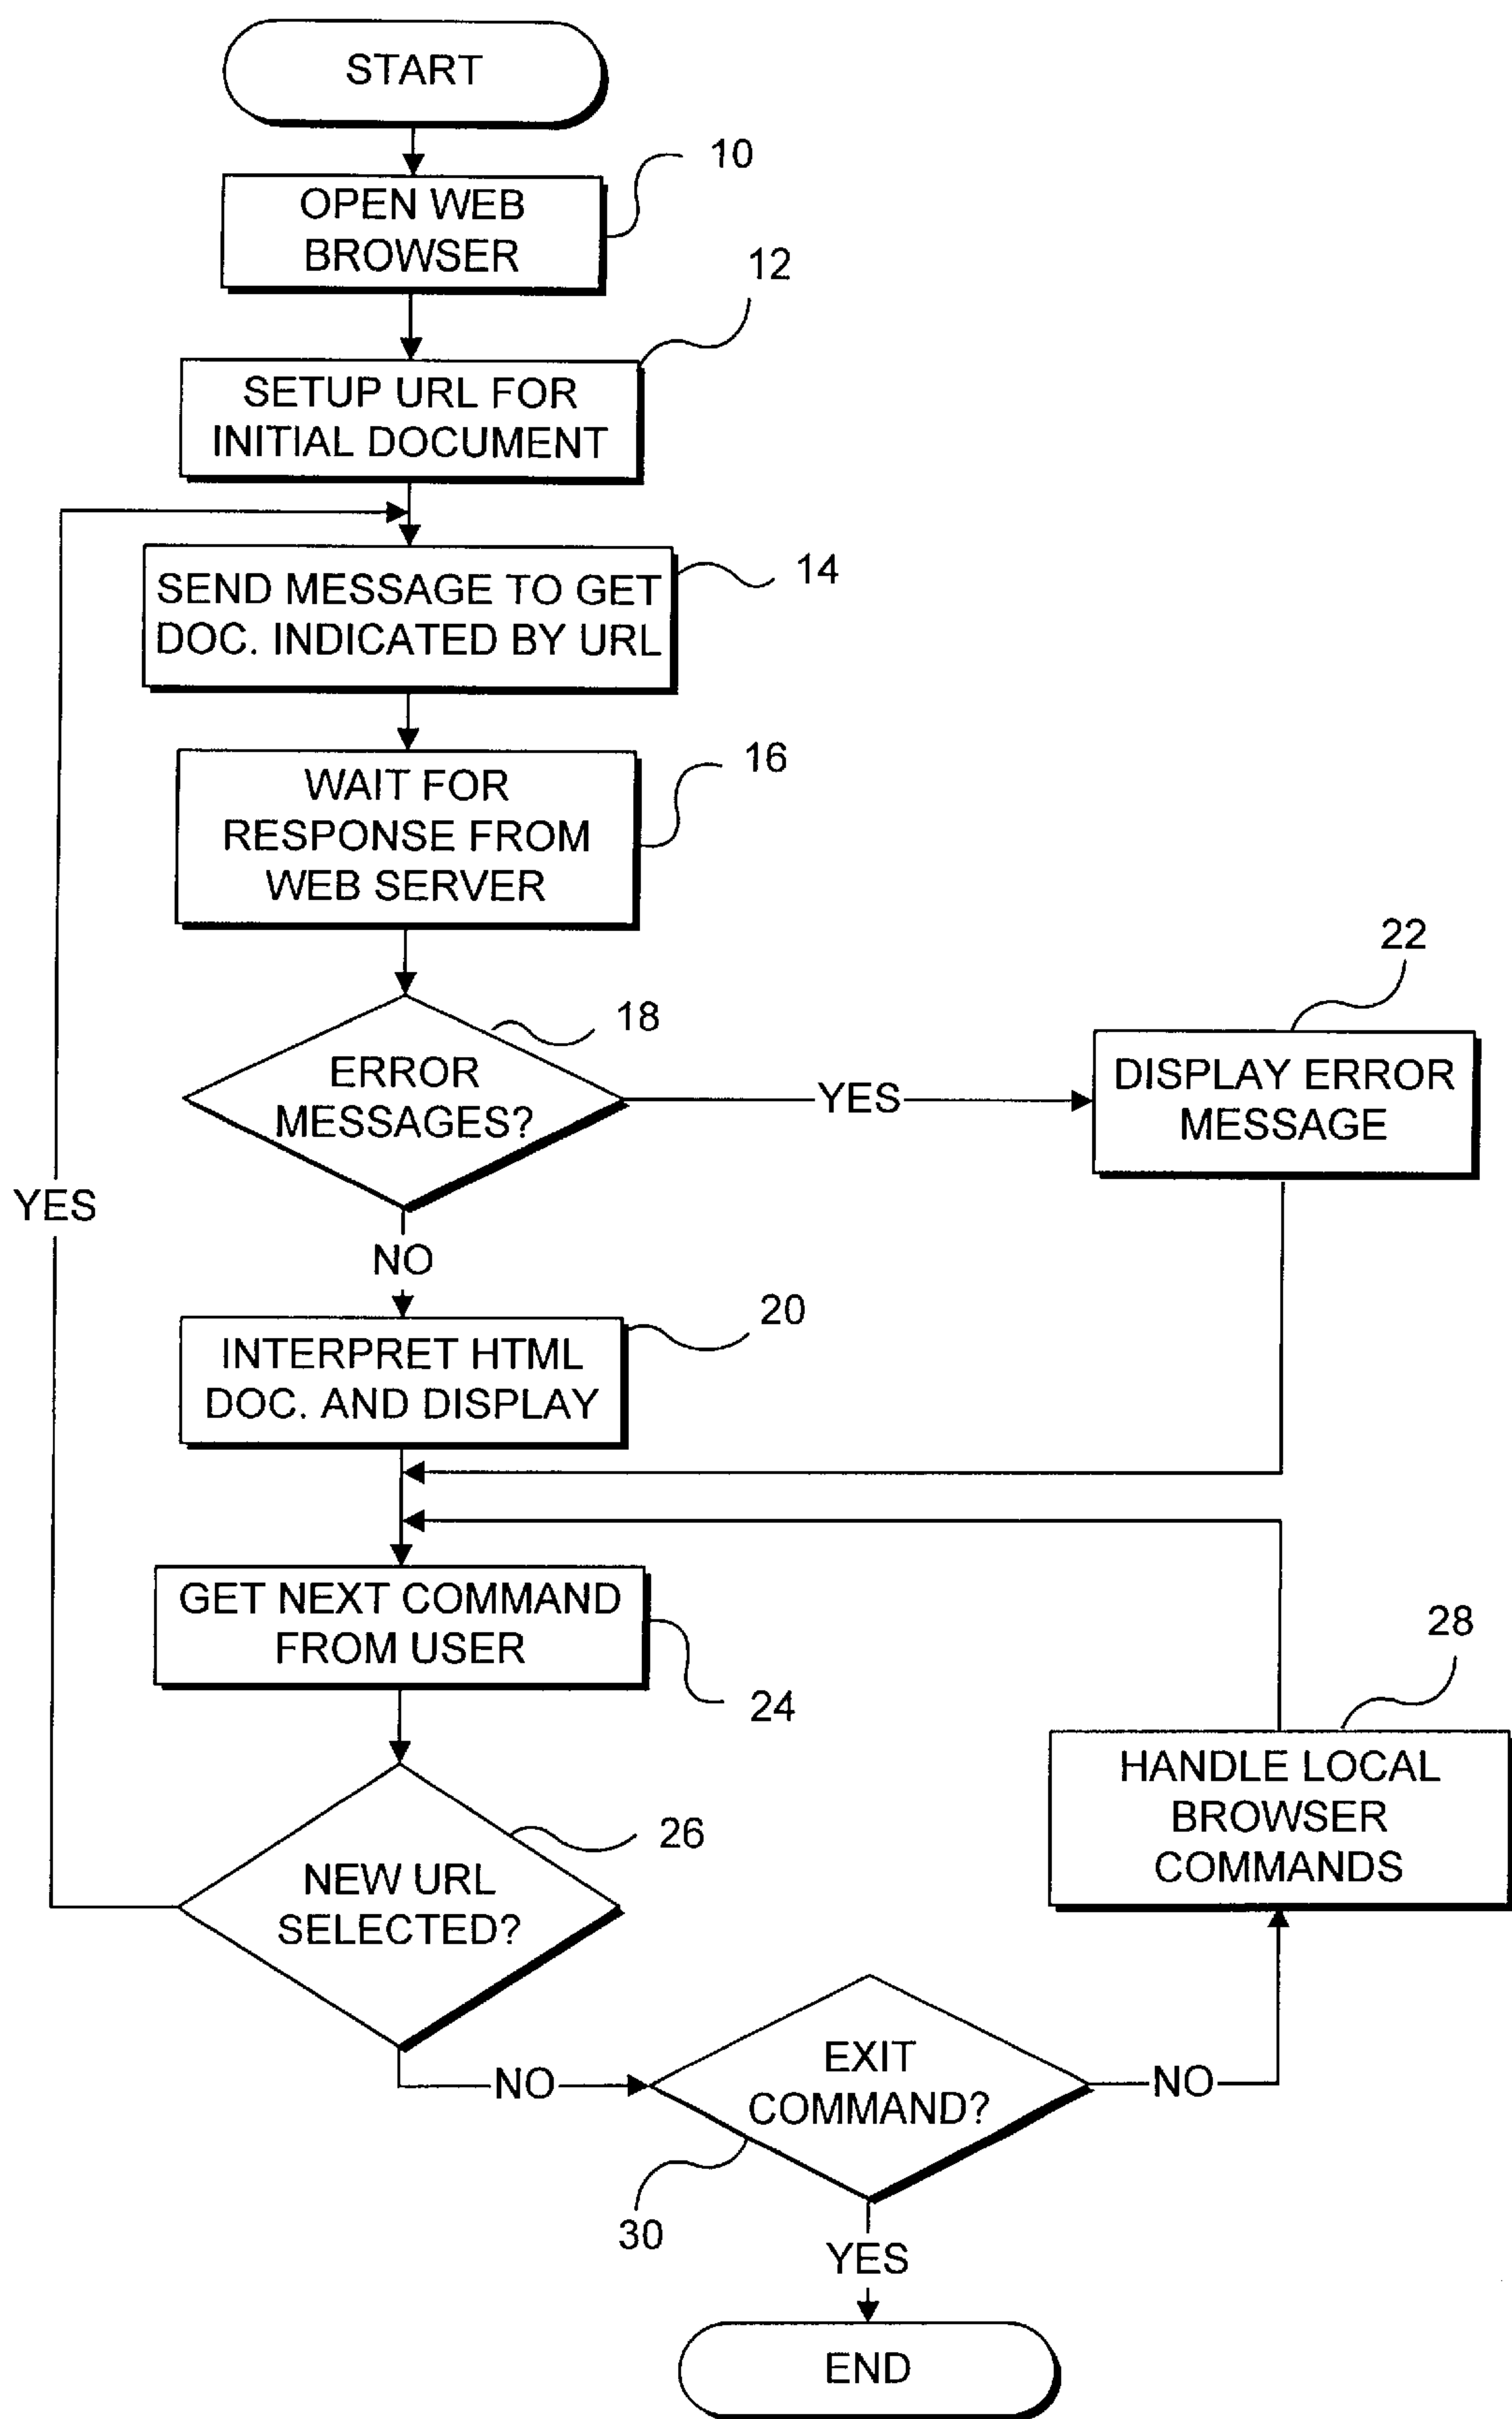 START
10
OPEN WEB
BROWSER
12
SETUP URL FOR
INITIAL DOCUMENT
14
SEND MESSAGE TO GET
DOC. INDICATED BY URL
16
WAIT FOR
RESPONSE FROM
WEB SERVER
22
18
ERROR
MESSAGES?
YES
DISPLAY ERROR
MESSAGE
YES
NO
20
INTERPRET HTML
DOC. AND DISPLAY
GET NEXT COMMAND
FROM USER
24
28
HANDLE LOCAL
BROWSER
COMMANDS
26
NEW URL
SELECTED?
NO
EXIT
COMMAND?
NO
30
YES
END